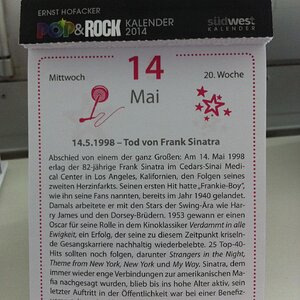 ERNST HOFACKER
POP&ROCK KALENDER 2014
südwest
KALENDER
Mittwoch
14
20. Woche
Mai
14.5.1998 – Tod von Frank Sinatra
Abschied von einem der ganz Großen: Am 14. Mai 1998
erlag der 82-jährige Frank Sinatra im Cedars-Sinai Medi-
cal Center in Los Angeles, Kalifornien, den Folgen seines
zweiten Herzinfarkts. Seinen ersten Hit hatte „Frankie-Boy“,
wie ihn seine Fans nannten, bereits im Jahr 1940 gelandet.
Damals arbeitete er mit den Stars der Swing-Ära wie Har-
ry James und den Dorsey-Brüdern. 1953 gewann er einen
Oscar für seine Rolle in dem Kinoklassiker Verdammt in alle
Ewigkeit, ein Erfolg, der seine zu diesem Zeitpunkt kriseln-
de Gesangskarriere nachhaltig wiederbelebte. 25 Top-40-
Hits sollten noch folgen, darunter Strangers in the Night,
Theme from New York, New York und My Way. Sinatra, dem
immer wieder enge Verbindungen zur amerikanischen Ma-
fia nachgesagt wurden, blieb bis ins hohe Alter aktiv, sein
letzter Auftritt in der Öffentlichkeit war bei einer Benefiz-